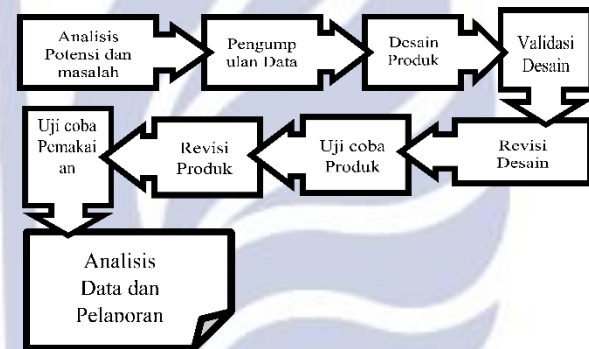 Analisis
Potensi dan
masalah
Pengump
ulan Data
Desain
Produk
Validasi
Desain
Revisi
Desain
Uji coba
Produk
Revisi
Produk
Uji coba
Pemakai
an
Analisis
Data dan
Pelaporan